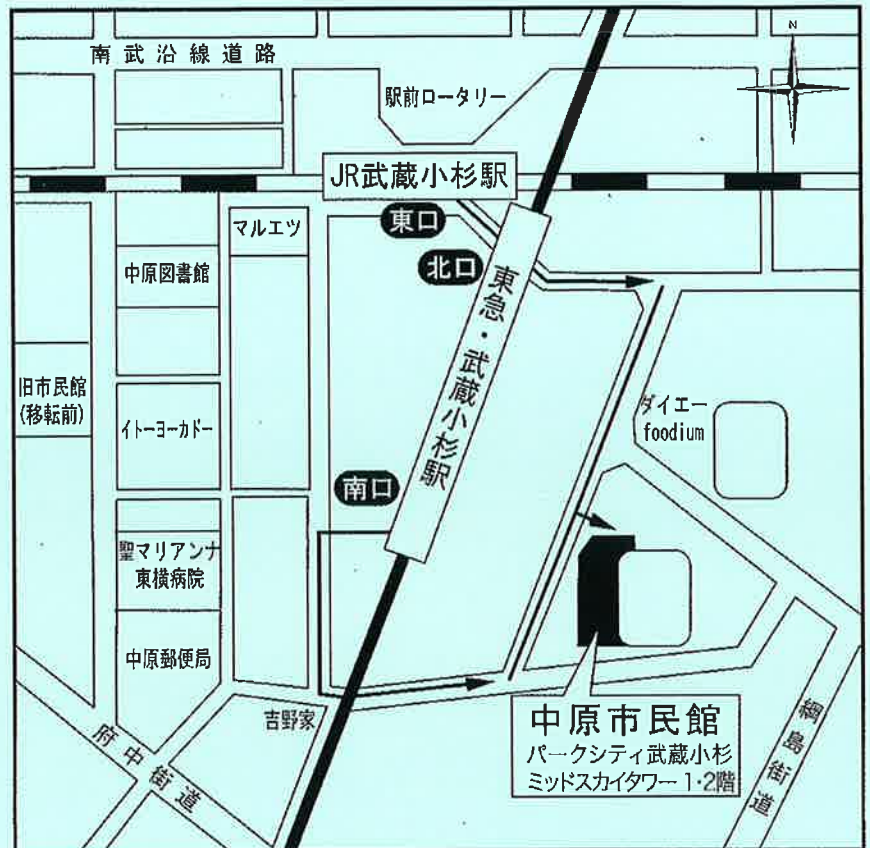 N
南武沿線道路
駅前ロータリー
JR武蔵小杉駅
東口
マルエツ
北口
中原図書館
東急・武蔵小杉駅
旧市民館
(移転前)
イトーヨーカドー
ダイエー
foodium
南口
聖マリアンナ
東横病院
中原郵便局
吉野家
中原市民館
パークシティ武蔵小杉
ミッドスカイタワー1・2階
綱島街道
府中街道